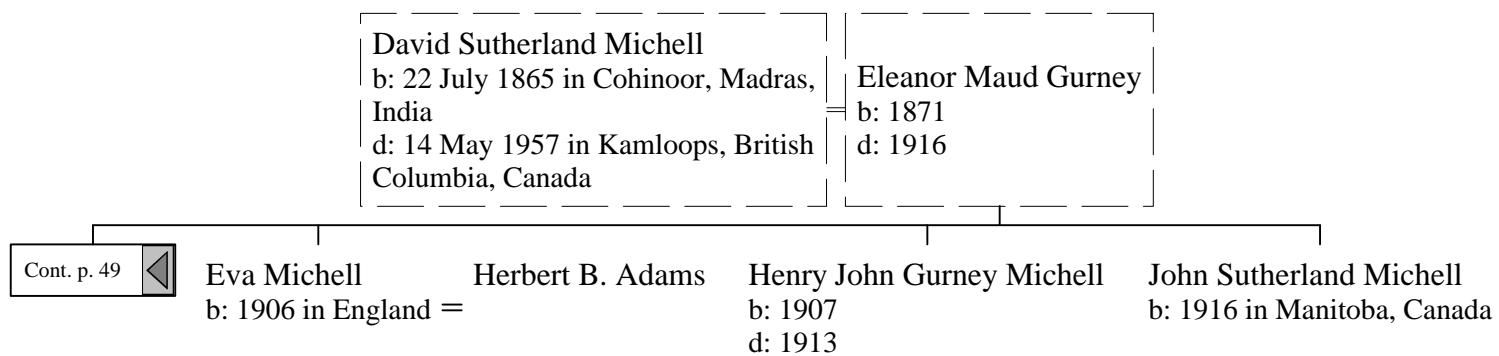 David Sutherland Michell
b: 22 July 1865 in Cohinoor, Madras,
India
d: 14 May 1957 in Kamloops, British
Columbia, Canada
=
Eleanor Maud Gurney
b: 1871
d: 1916
Cont. p. 49
Eva Michell
b: 1906 in England =
Herbert B. Adams
Henry John Gurney Michell
b: 1907
d: 1913
John Sutherland Michell
b: 1916 in Manitoba, Canada